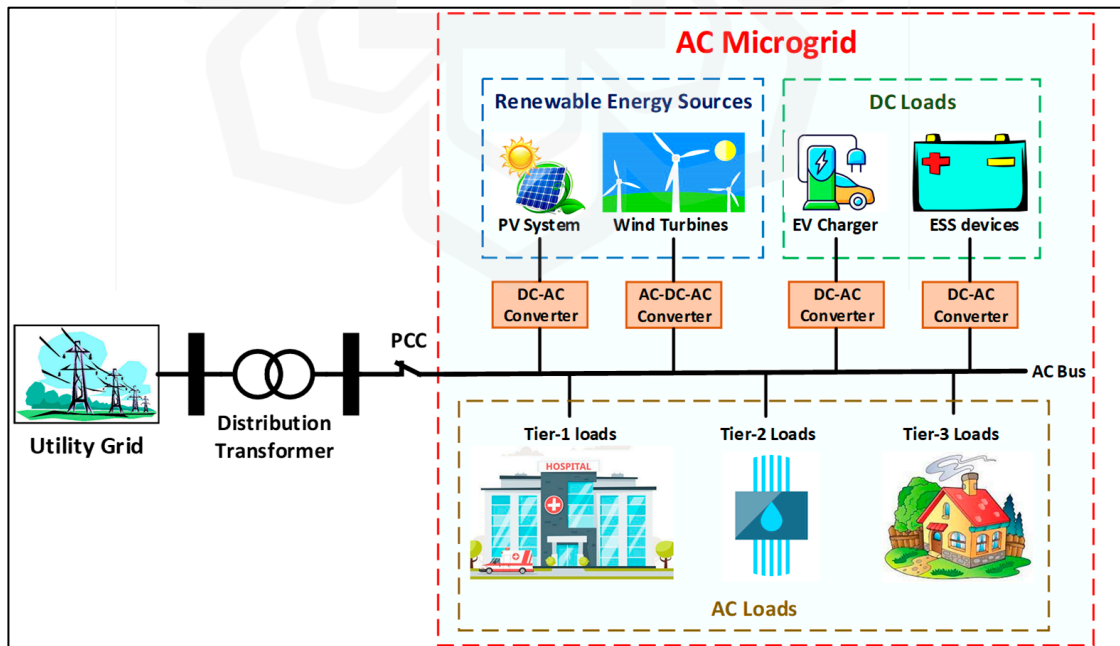 AC Microgrid
Renewable Energy Sources
DC Loads
PV System
Wind Turbines
EV Charger
ESS devices
DC-AC
Converter
AC-DC-AC
Converter
DC-AC
Converter
DC-AC
Converter
PCC
AC Bus
Utility Grid
Distribution
Transformer
Tier-1 loads
Tier-2 Loads
Tier-3 Loads
HOSPITAL
AC Loads